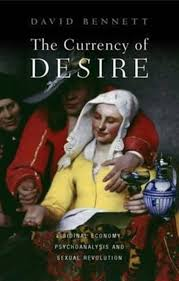 DAVID BENNETT
The Currency of
DESIRE
LIBIDINAL ECONOMY,
PSYCHOANALYSIS AND
SEXUAL REVOLUTION